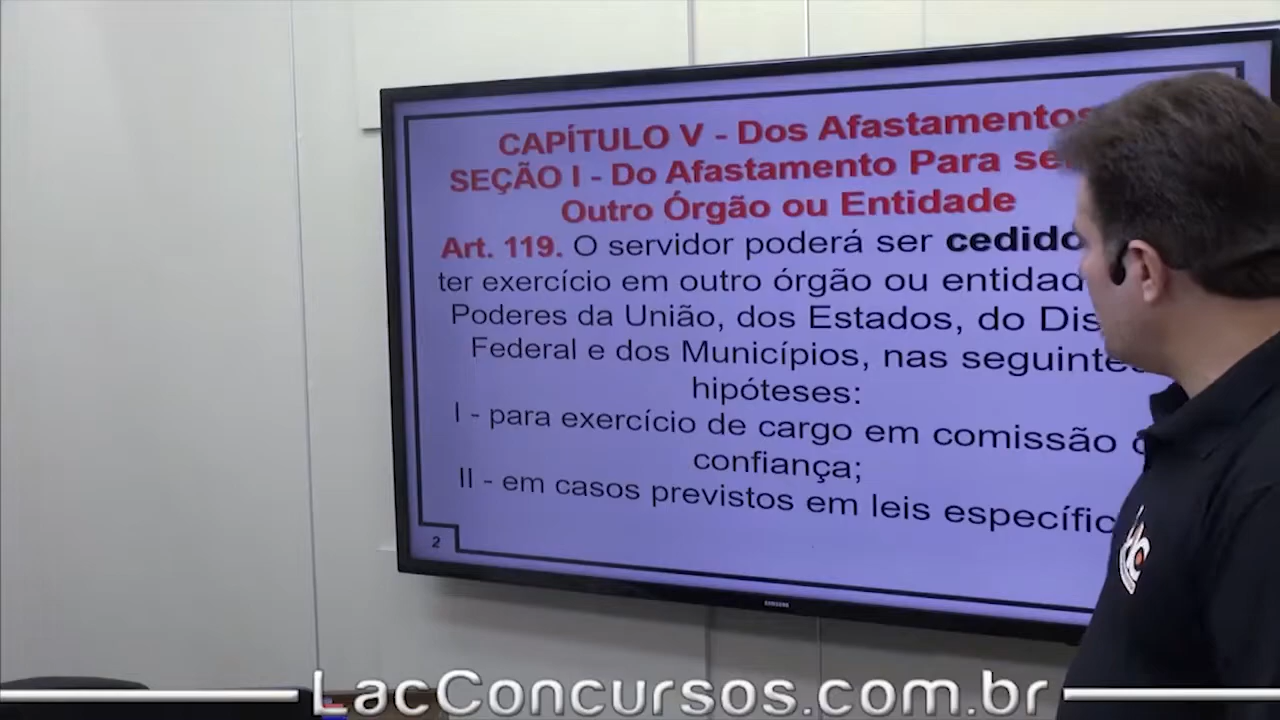 CAPÍTULO V - Dos Afastamentos
SEÇÃO I - Do Afastamento Para
Outro Órgão ou Entidade
Art. 119. O servidor poderá ser cedido
ter exercício em outro órgão ou
Poderes da União, dos Estados, do
Federal e dos Municípios, nas
hipóteses:
I - para exercício de cargo em comissão
confiança;
II - em casos previstos em leis
2
SAMSUNG
LacConcursos.com.br